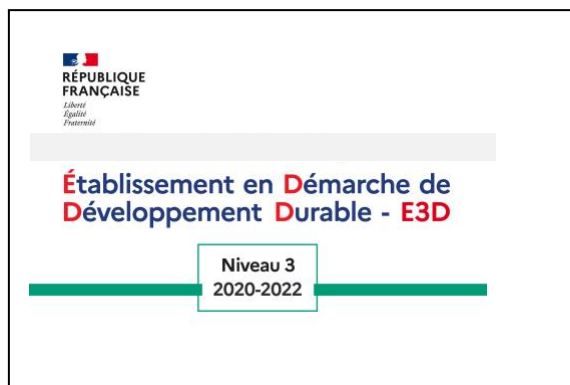 RÉPUBLIQUE
FRANÇAISE
Liberté
Égalité
Fraternité
Établissement en Démarche de
Développement Durable - E3D
Niveau 3
2020-2022